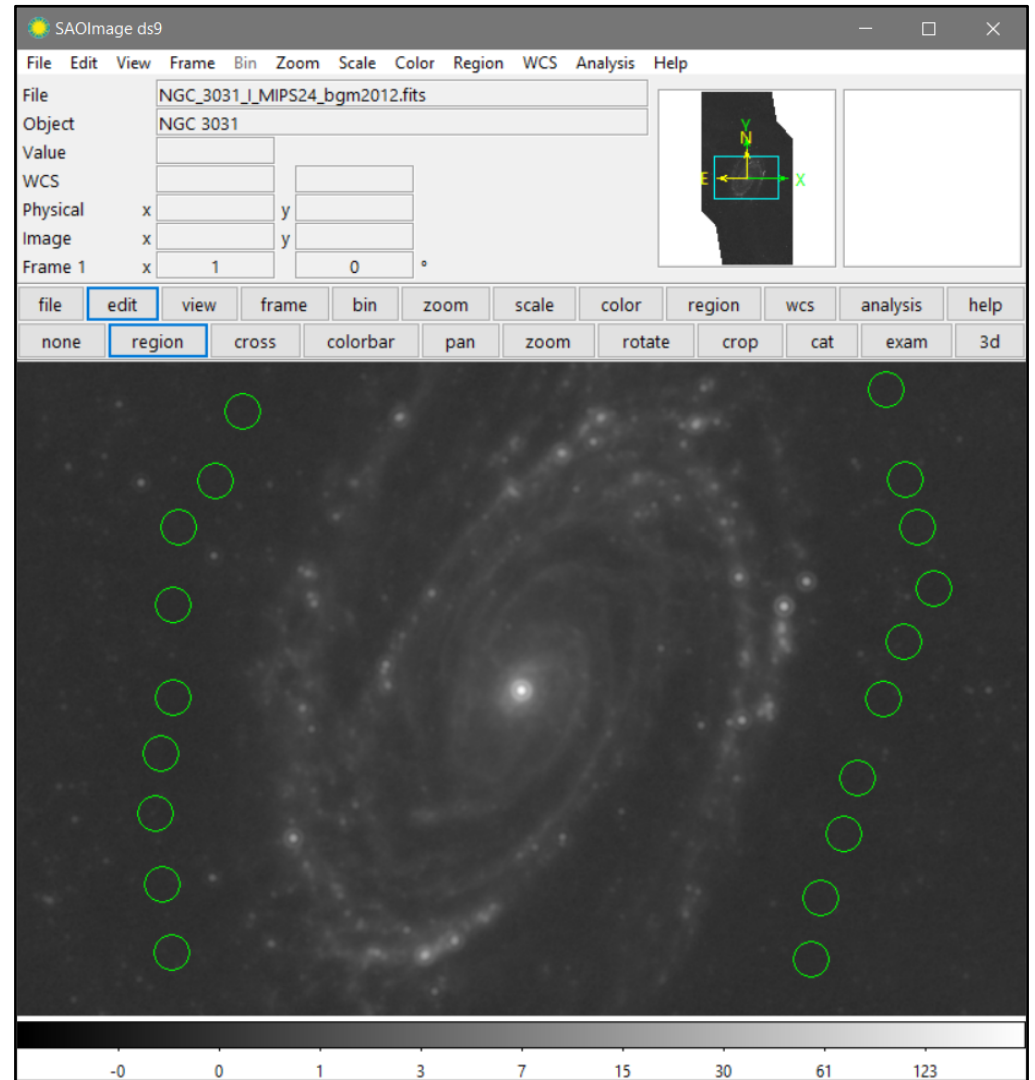 SAOImage ds9
File Edit View Frame Bin Zoom Scale Color Region WCS Analysis Help
File NGC_3031_I_MIPS24_bgm2012.fits
Object NGC 3031
Value
WCS
Physical x y
Image x y
Frame 1 x 1 0 °
Y
N
E X
file edit view frame bin zoom scale color region wcs analysis help
none region cross colorbar pan zoom rotate crop cat exam 3d
-0 0 1 3 7 15 30 61 123